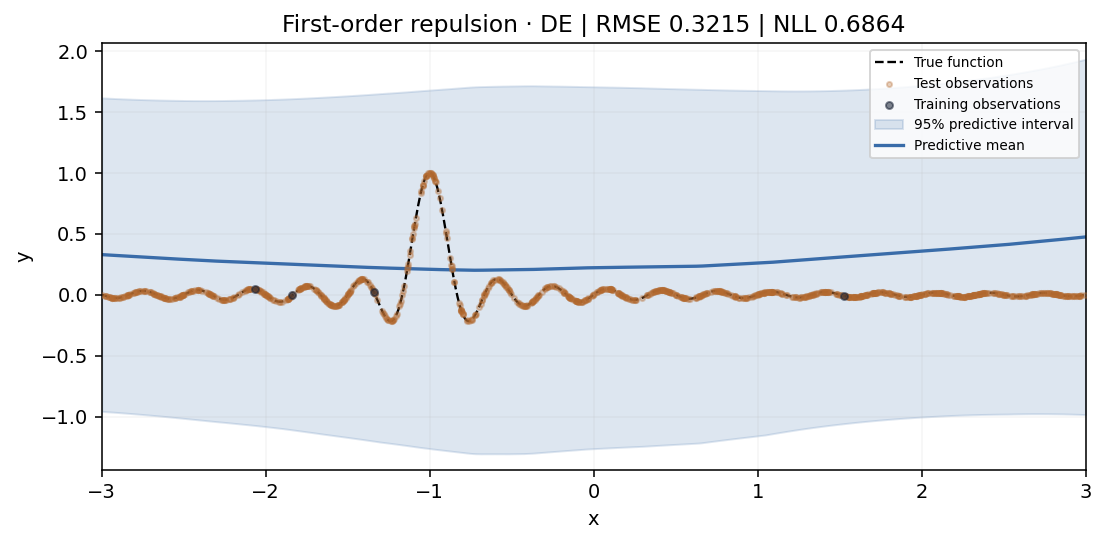 First-order repulsion · DE | RMSE 0.3215 | NLL 0.6864
True function
Test observations
Training observations
95% predictive interval
Predictive mean
y
2.0
1.5
1.0
0.5
0.0
−0.5
−1.0
−3
−2
−1
0
1
2
3
x